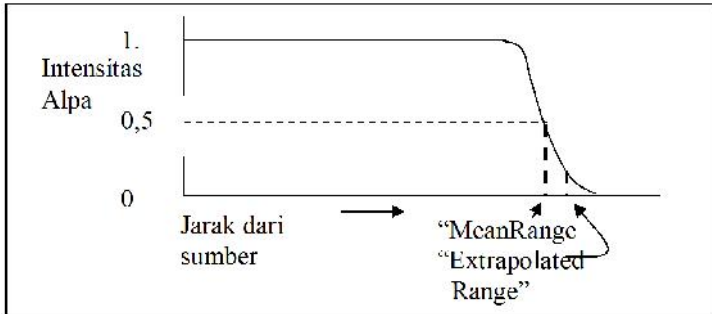 1.
Intensitas
Alpa
0,5
0
Jarak dari
sumber
“MeanRange
“Extrapolated
Range”